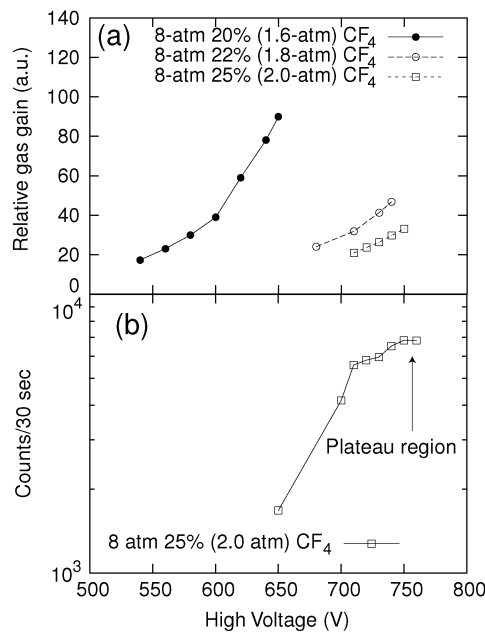 140
(a)
8-atm 20% (1.6-atm) CF4
8-atm 22% (1.8-atm) CF4
8-atm 25% (2.0-atm) CF4
120
100
80
60
40
20
0
Relative gas gain (a.u.)
10^4
(b)
Plateau region
8 atm 25% (2.0 atm) CF4
10^3
Counts/30 sec
500 550 600 650 700 750 800
High Voltage (V)